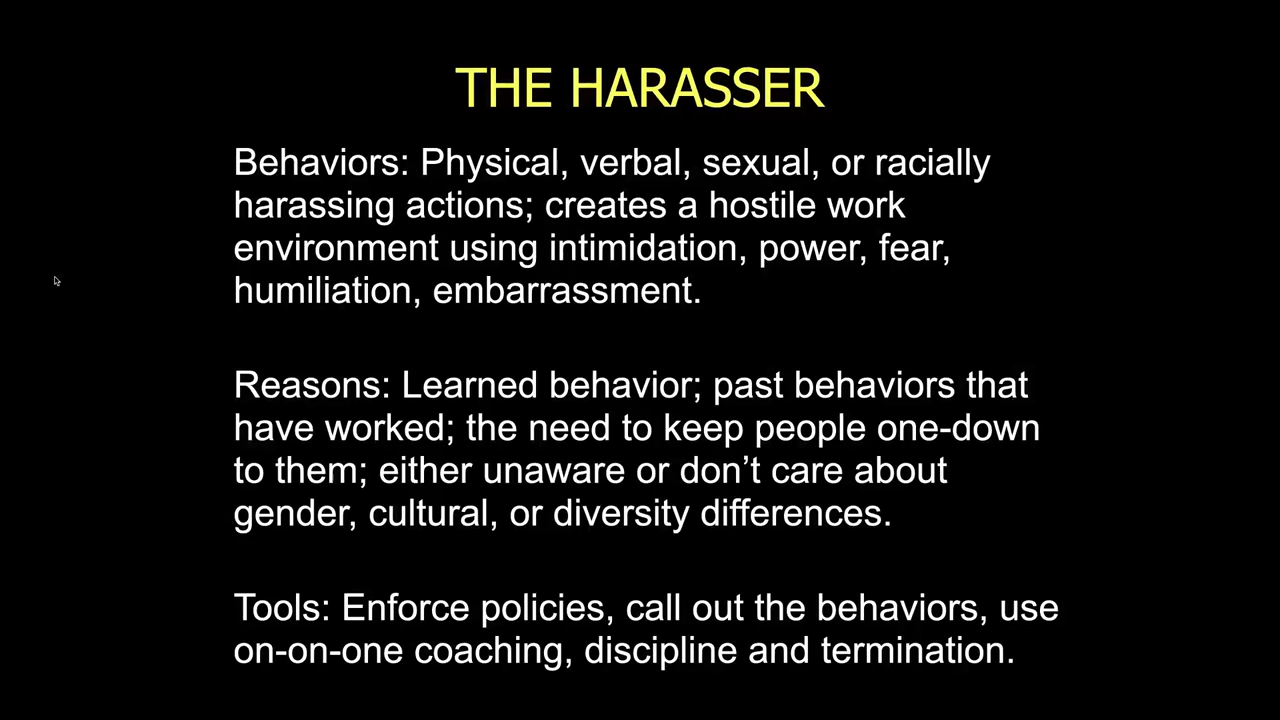 THE HARASSER
Behaviors: Physical, verbal, sexual, or racially
harassing actions; creates a hostile work
environment using intimidation, power, fear,
humiliation, embarrassment.
Reasons: Learned behavior; past behaviors that
have worked; the need to keep people one-down
to them; either unaware or don’t care about
gender, cultural, or diversity differences.
Tools: Enforce policies, call out the behaviors, use
on-on-one coaching, discipline and termination.